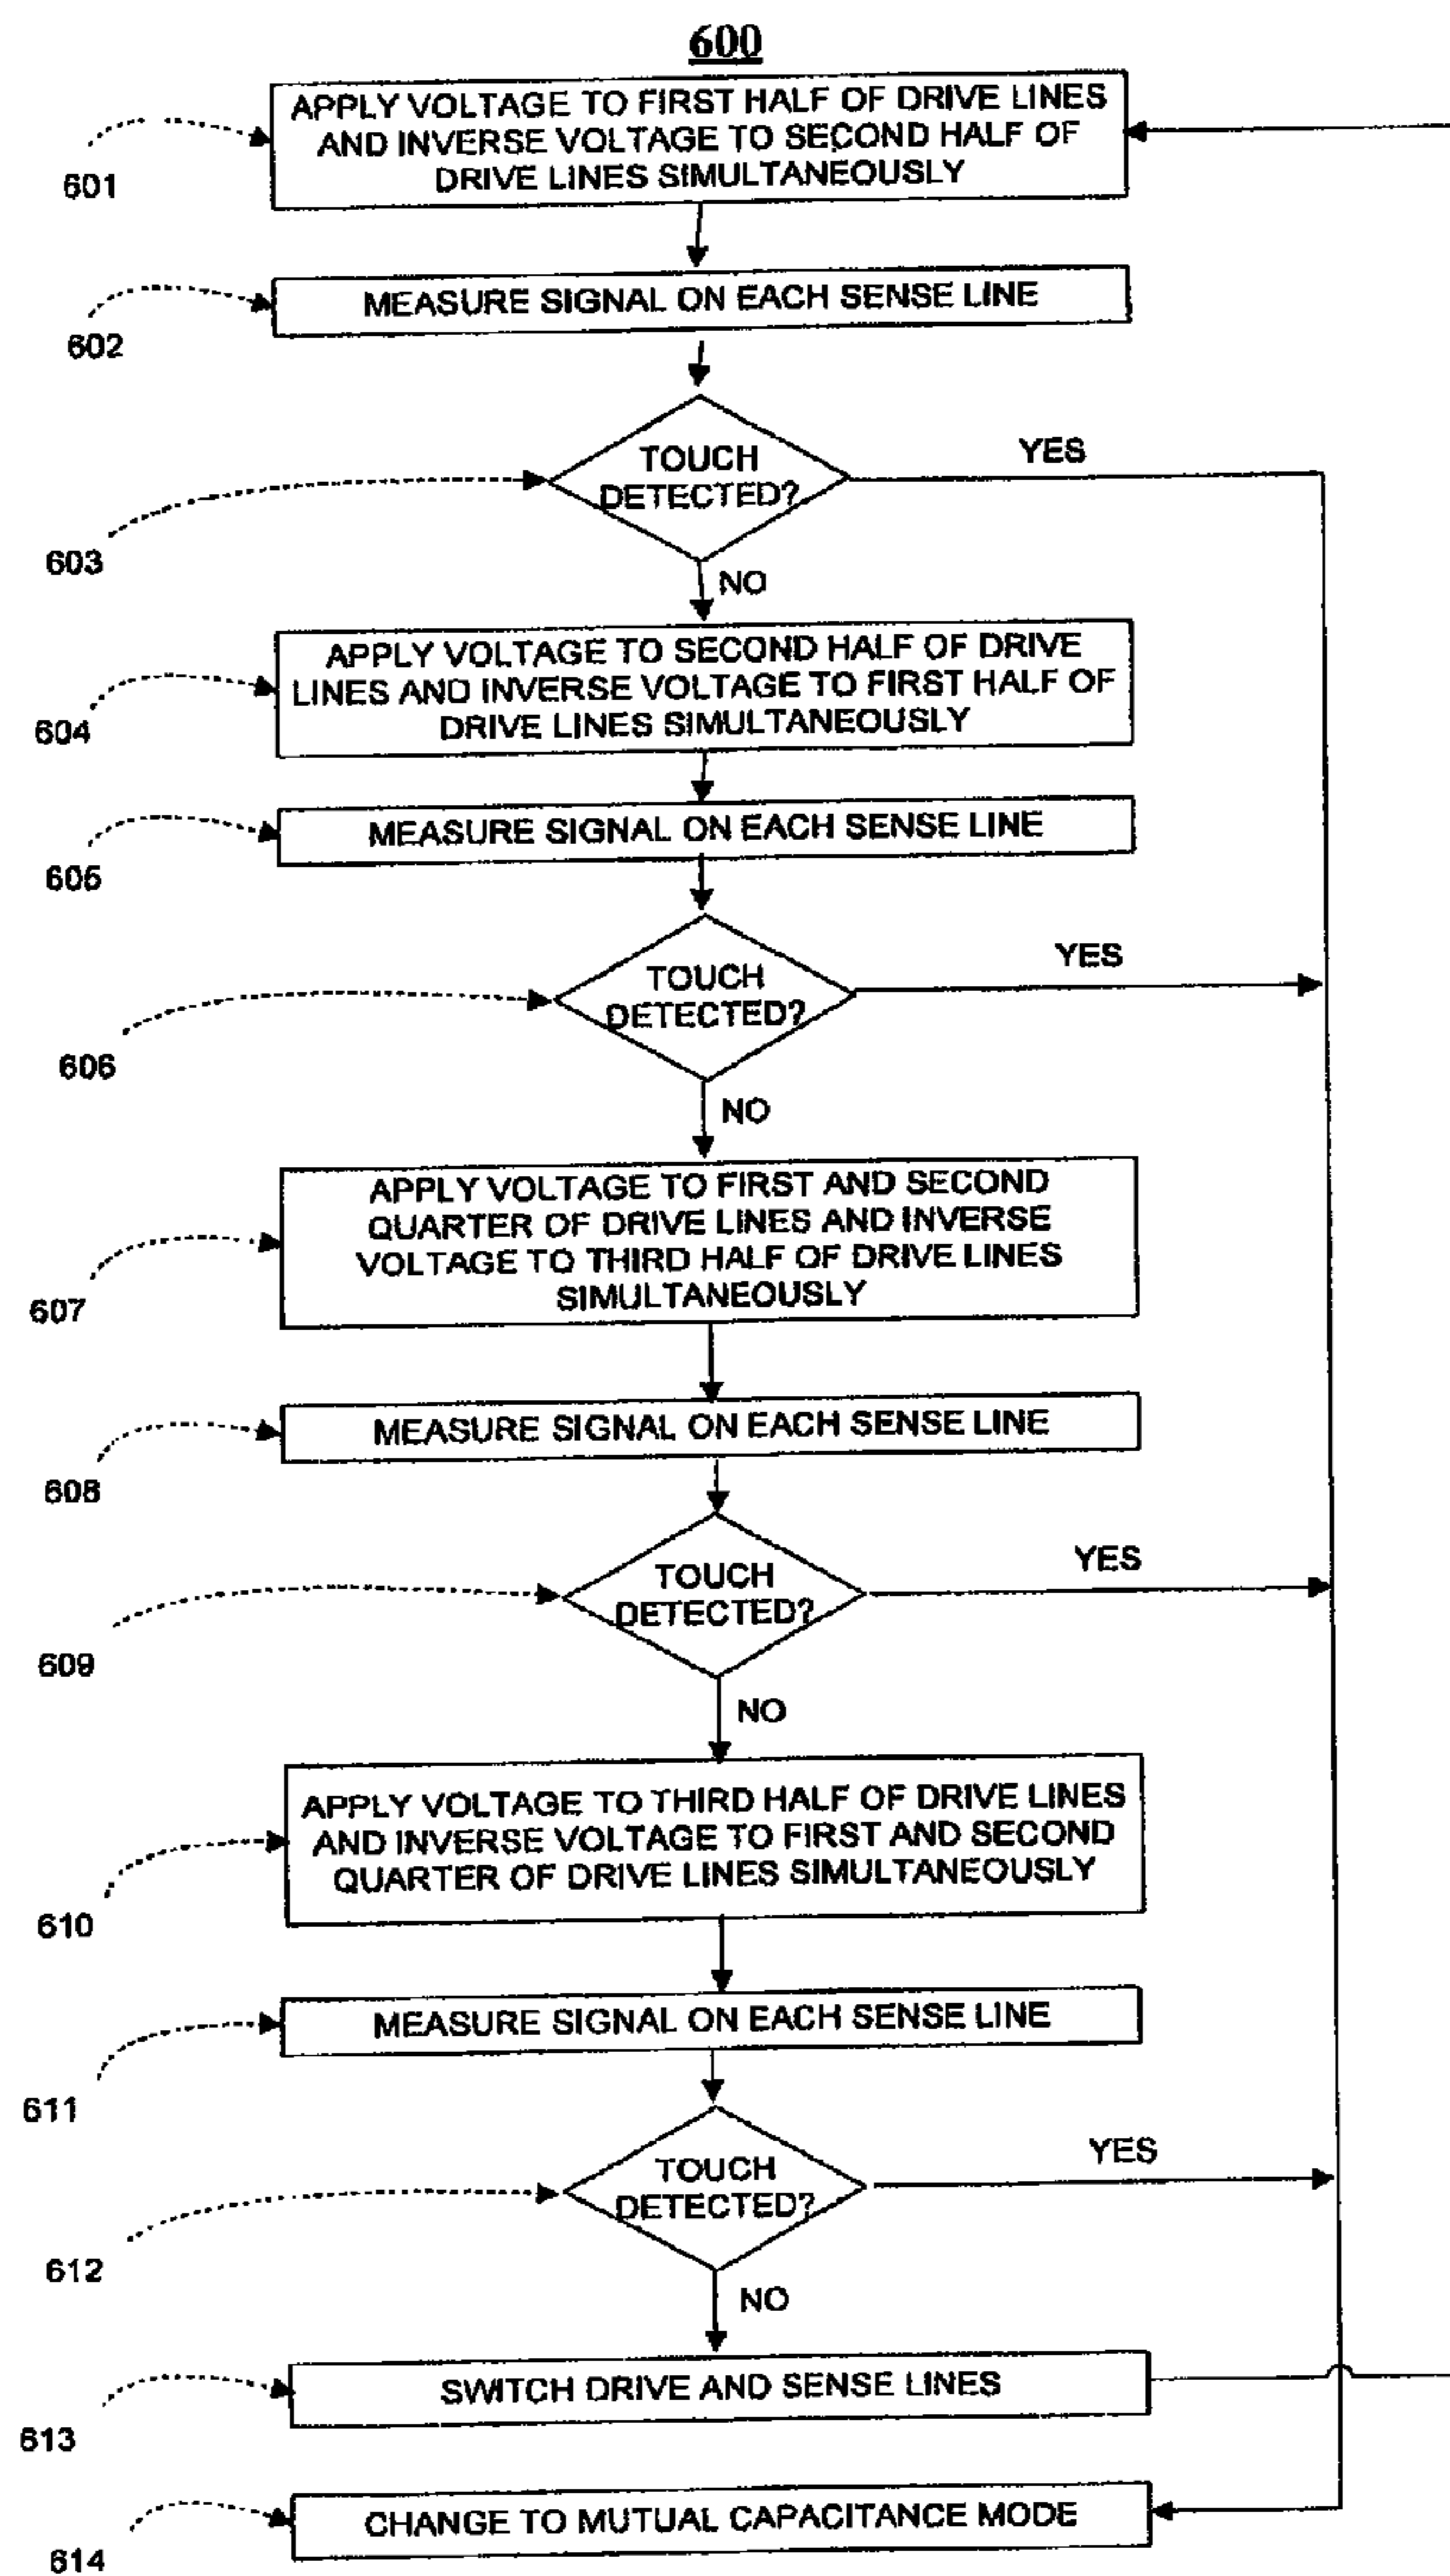 600
APPLY VOLTAGE TO FIRST HALF OF DRIVE LINES
AND INVERSE VOLTAGE TO SECOND HALF OF
DRIVE LINES SIMULTANEOUSLY
601
MEASURE SIGNAL ON EACH SENSE LINE
602
TOUCH
DETECTED?
YES
603
NO
APPLY VOLTAGE TO SECOND HALF OF DRIVE
LINES AND INVERSE VOLTAGE TO FIRST HALF OF
DRIVE LINES SIMULTANEOUSLY
604
MEASURE SIGNAL ON EACH SENSE LINE
605
TOUCH
DETECTED?
YES
606
NO
APPLY VOLTAGE TO FIRST AND SECOND
QUARTER OF DRIVE LINES AND INVERSE
VOLTAGE TO THIRD HALF OF DRIVE LINES
SIMULTANEOUSLY
607
MEASURE SIGNAL ON EACH SENSE LINE
608
TOUCH
DETECTED?
YES
609
NO
APPLY VOLTAGE TO THIRD HALF OF DRIVE LINES
AND INVERSE VOLTAGE TO FIRST AND SECOND
QUARTER OF DRIVE LINES SIMULTANEOUSLY
610
MEASURE SIGNAL ON EACH SENSE LINE
611
TOUCH
DETECTED?
YES
612
NO
SWITCH DRIVE AND SENSE LINES
613
CHANGE TO MUTUAL CAPACITANCE MODE
614